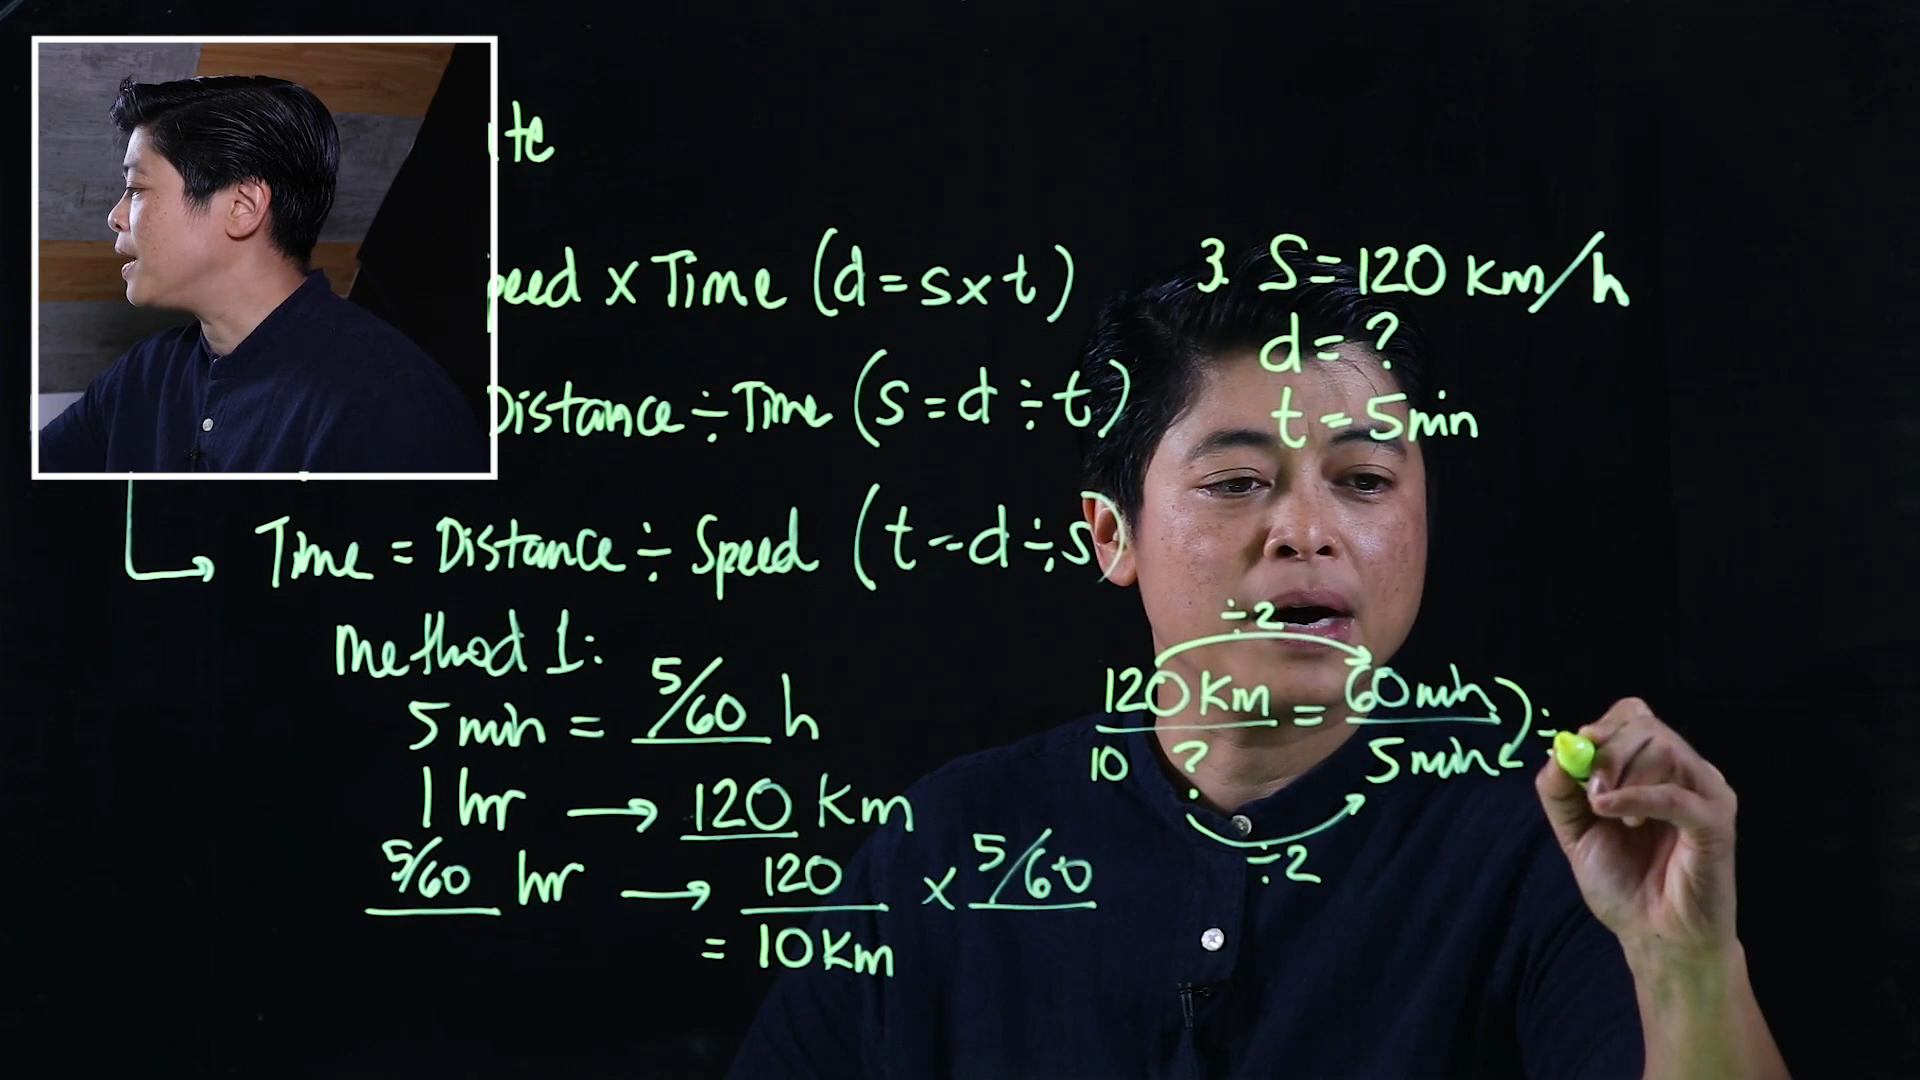 te
peed x Time (d = s x t)
Distance ÷ Time (s = d ÷ t)
Time = Distance ÷ Speed (t = d ÷ s)
3. S = 120 km/h
d = ?
t = 5 min
Method 1:
5 min = 5/60 h
1 hr → 120 Km
5/60 hr → 120 x 5/60
= 10 Km
÷2
120 Km = 60 min
10 ? 5 min ÷
÷2